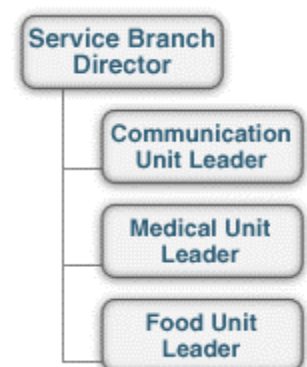 Service Branch
Director
Communication
Unit Leader
Medical Unit
Leader
Food Unit
Leader